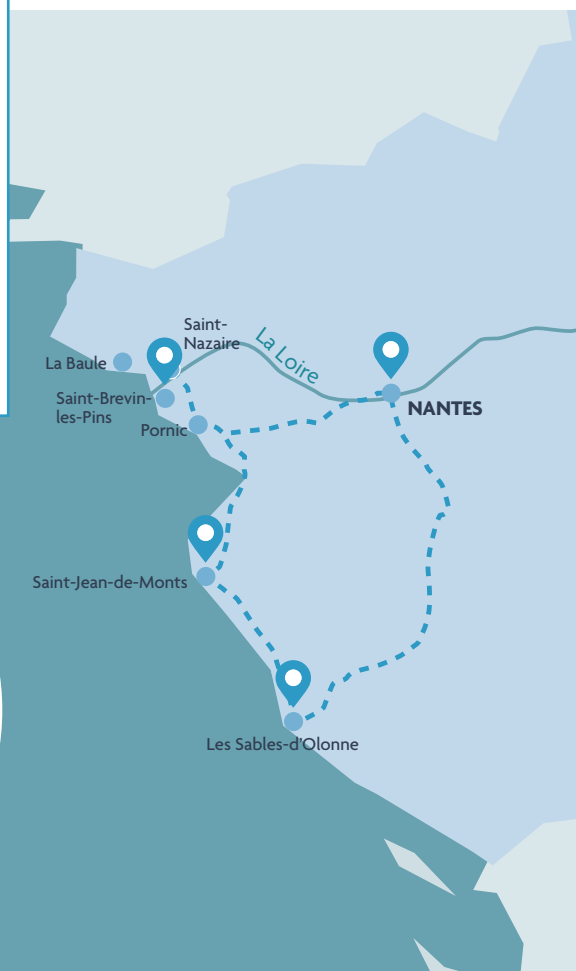 Saint-
Nazaire
La Loire
La Baule
Saint-Brevin-
les-Pins
NANTES
Pornic
Saint-Jean-de-Monts
Les Sables-d'Olonne